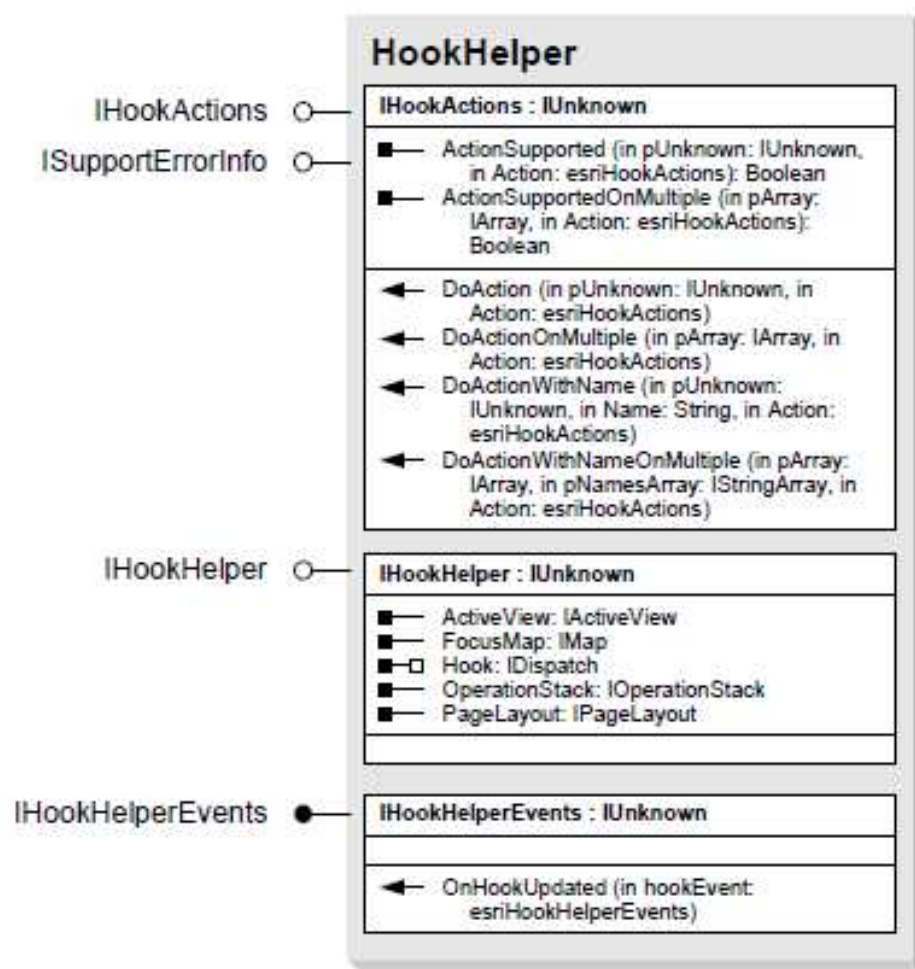 HookHelper
IHookActions
IHookActions : IUnknown
ISupportErrorInfo
ActionSupported (in pUnknown: IUnknown,
in Action: esriHookActions): Boolean
ActionSupportedOnMultiple (in pArray:
IArray, in Action: esriHookActions):
Boolean
DoAction (in pUnknown: IUnknown, in
Action: esriHookActions)
DoActionOnMultiple (in pArray: IArray, in
Action: esriHookActions)
DoActionWithName (in pUnknown:
IUnknown, in Name: String, in Action:
esriHookActions)
DoActionWithNameOnMultiple (in pArray:
IArray, in pNamesArray: IStringArray, in
Action: esriHookActions)
IHookHelper
IHookHelper : IUnknown
ActiveView: IActiveView
FocusMap: IMap
Hook: IDispatch
OperationStack: IOperationStack
PageLayout: IPageLayout
IHookHelperEvents
IHookHelperEvents : IUnknown
OnHookUpdated (in hookEvent:
esriHookHelperEvents)